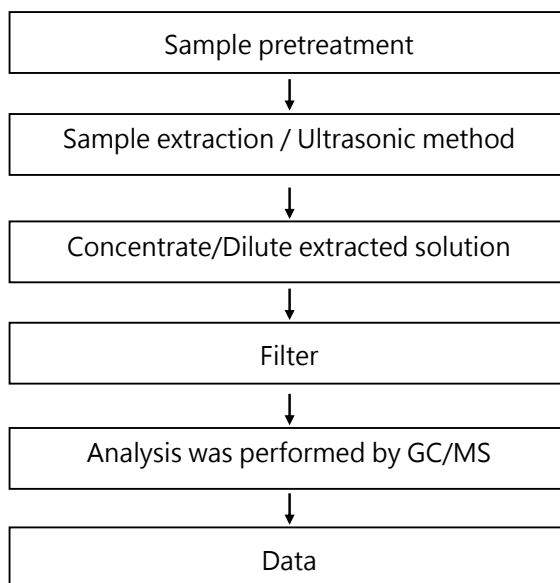 Sample pretreatment
Sample extraction / Ultrasonic method
Concentrate/Dilute extracted solution
Filter
Analysis was performed by GC/MS
Data